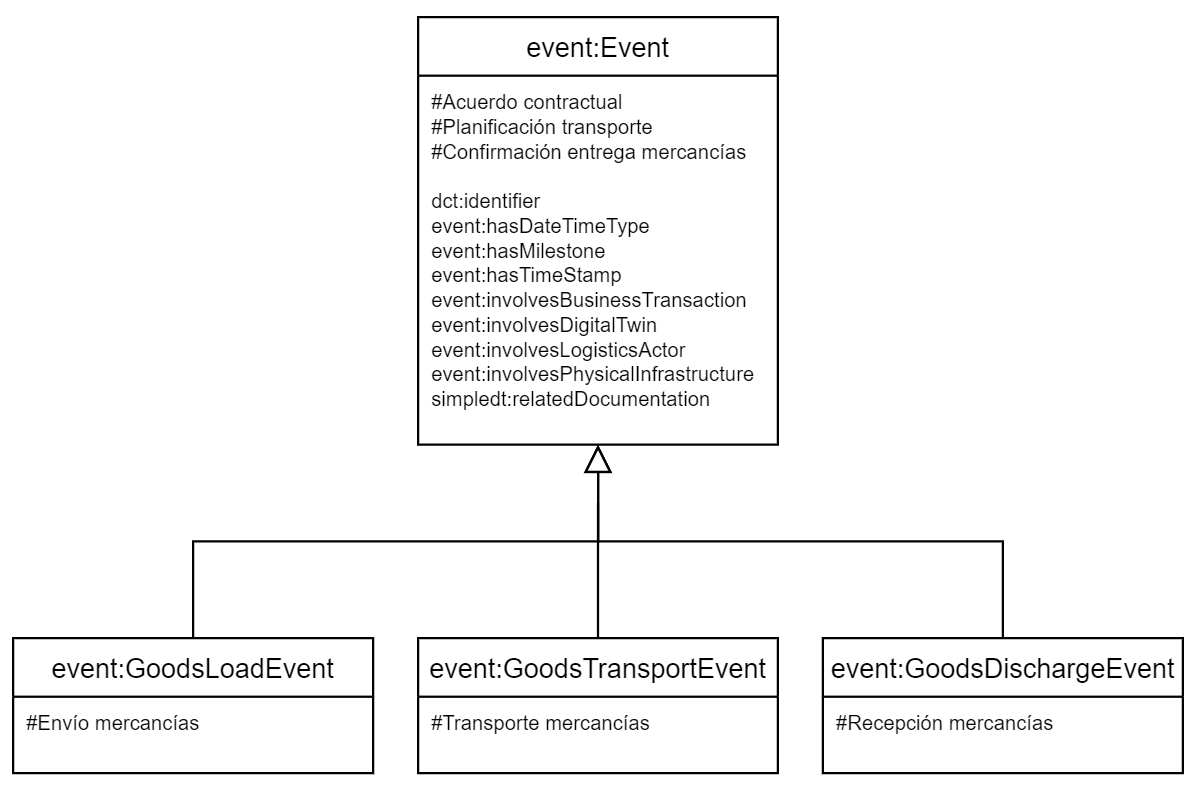 event:Event
#Acuerdo contractual
#Planificación transporte
#Confirmación entrega mercancías
dct:identifier
event:hasDateTimeType
event:hasMilestone
event:hasTimeStamp
event:involvesBusinessTransaction
event:involvesDigitalTwin
event:involvesLogisticsActor
event:involvesPhysicalInfrastructure
simpledt:relatedDocumentation
event:GoodsLoadEvent
#Envío mercancías
event:GoodsTransportEvent
#Transporte mercancías
event:GoodsDischargeEvent
#Recepción mercancías